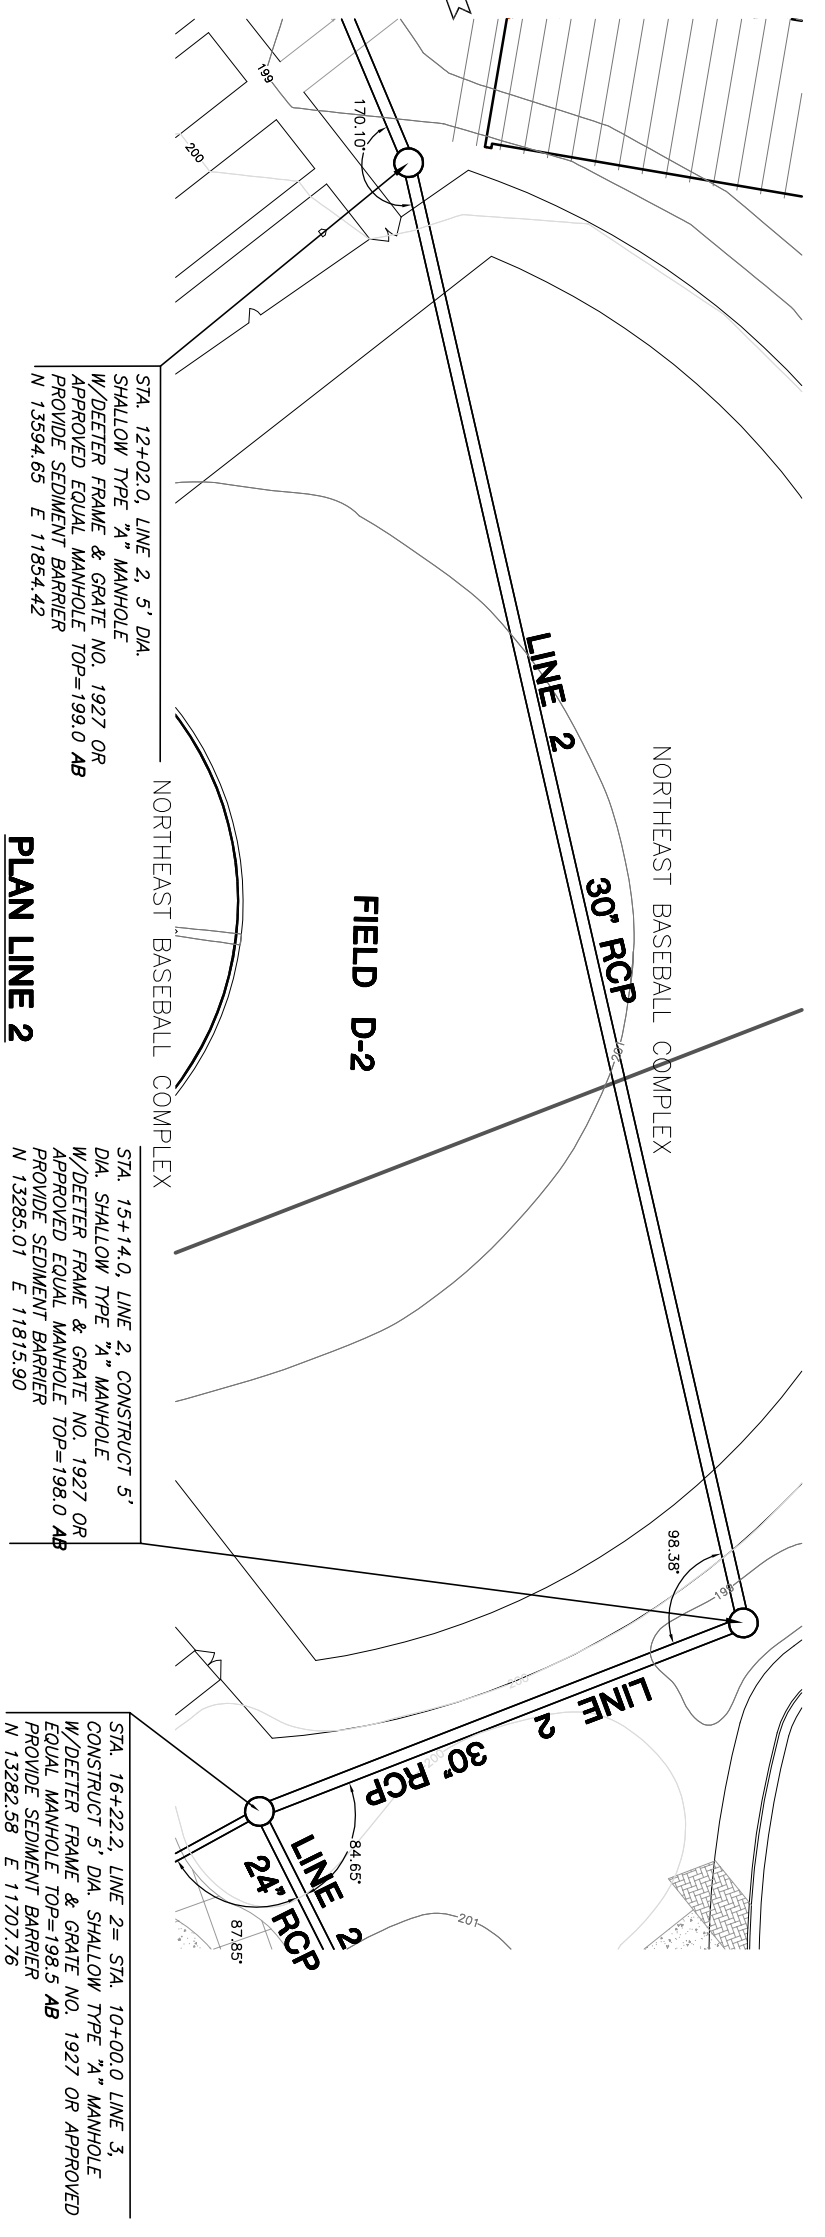 199
200
170.10°
STA. 12+02.0, LINE 2, 5' DIA.
SHALLOW TYPE "A" MANHOLE
W/DEETER FRAME & GRATE NO. 1927 OR
APPROVED EQUAL MANHOLE TOP=199.0 AB
PROVIDE SEDIMENT BARRIER
N 13594.65 E 11854.42
LINE 2
30" RCP
NORTHEAST BASEBALL COMPLEX
FIELD D-2
NORTHEAST BASEBALL COMPLEX
PLAN LINE 2
STA. 15+14.0, LINE 2, CONSTRUCT 5'
DIA. SHALLOW TYPE "A" MANHOLE
W/DEETER FRAME & GRATE NO. 1927 OR
APPROVED EQUAL MANHOLE TOP=198.0 AB
PROVIDE SEDIMENT BARRIER
N 13285.01 E 11815.90
98.38°
199
200
LINE 2
30" RCP
200
84.65°
LINE 2
24" RCP
87.85°
201
STA. 16+22.2, LINE 2= STA. 10+00.0 LINE 3,
CONSTRUCT 5' DIA. SHALLOW TYPE "A" MANHOLE
W/DEETER FRAME & GRATE NO. 1927 OR APPROVED
EQUAL MANHOLE TOP=198.5 AB
PROVIDE SEDIMENT BARRIER
N 13282.58 E 11707.76